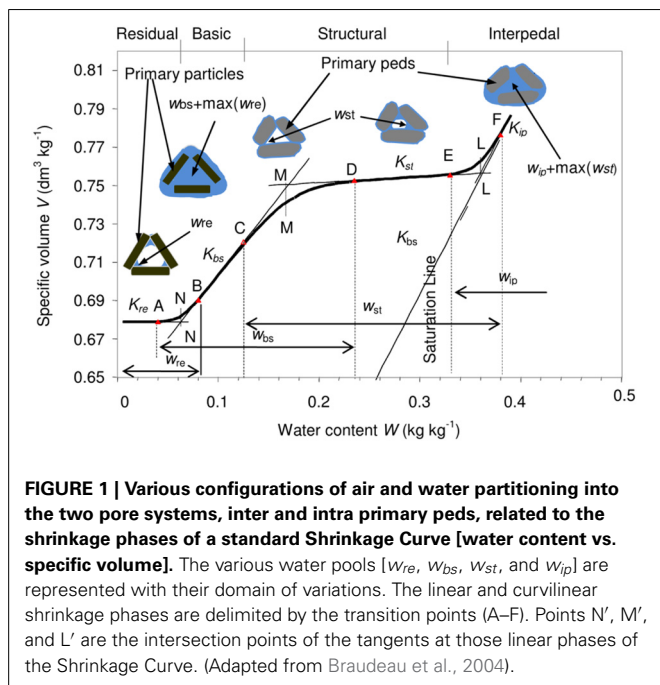 Residual Basic Structural Interpedal
Primary particles
Primary peds
wbs+max(wre)
wst
wre
wip+max(wst)
Specific volume V (dm³ kg⁻¹)
0.81
0.79
0.77
0.75
0.73
0.71
0.69
0.67
0.65
Kre A N B Kbs C M D Kst E L F Kip
N M L
Kbs
Saturation Line
wip
wst
wbs
wre
0 0.1 0.2 0.3 0.4 0.5
Water content W (kg kg⁻¹)
FIGURE 1 | Various configurations of air and water partitioning into
the two pore systems, inter and intra primary peds, related to the
shrinkage phases of a standard Shrinkage Curve [water content vs.
specific volume]. The various water pools [wre, wbs, wst, and wip] are
represented with their domain of variations. The linear and curvilinear
shrinkage phases are delimited by the transition points (A–F). Points N′, M′,
and L′ are the intersection points of the tangents at those linear phases of
the Shrinkage Curve. (Adapted from Braudeau et al., 2004).